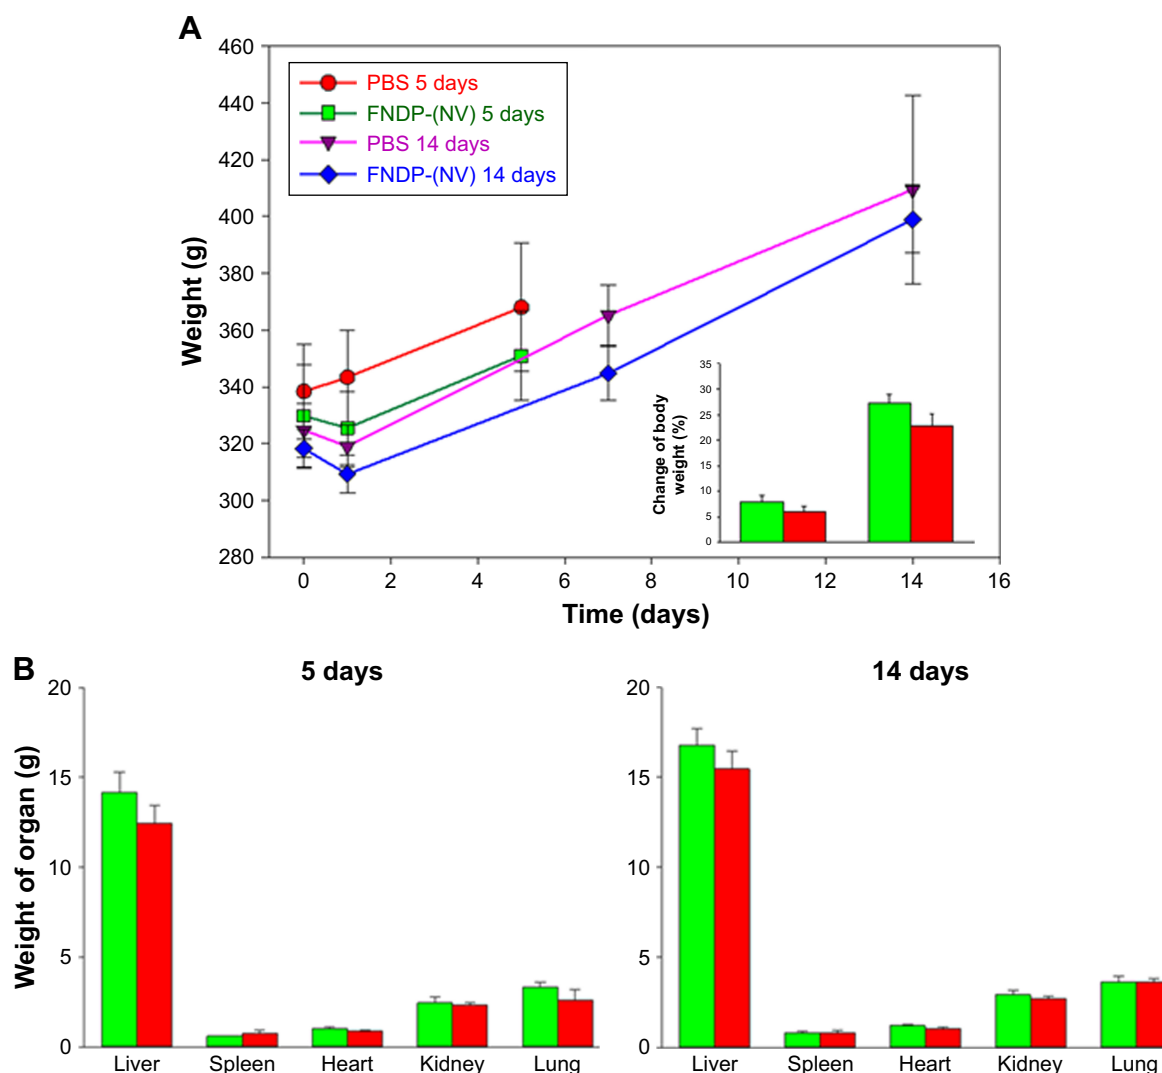 A
460
440
420
400
380
360
340
320
300
280
Weight (g)
PBS 5 days
FNDP-(NV) 5 days
PBS 14 days
FNDP-(NV) 14 days
35
30
25
20
15
10
5
0
Change of body
weight (%)
0 2 4 6 8 10 12 14 16
Time (days)
B
5 days
14 days
Weight of organ (g)
20
15
10
5
0
Liver Spleen Heart Kidney Lung
20
15
10
5
0
Liver Spleen Heart Kidney Lung